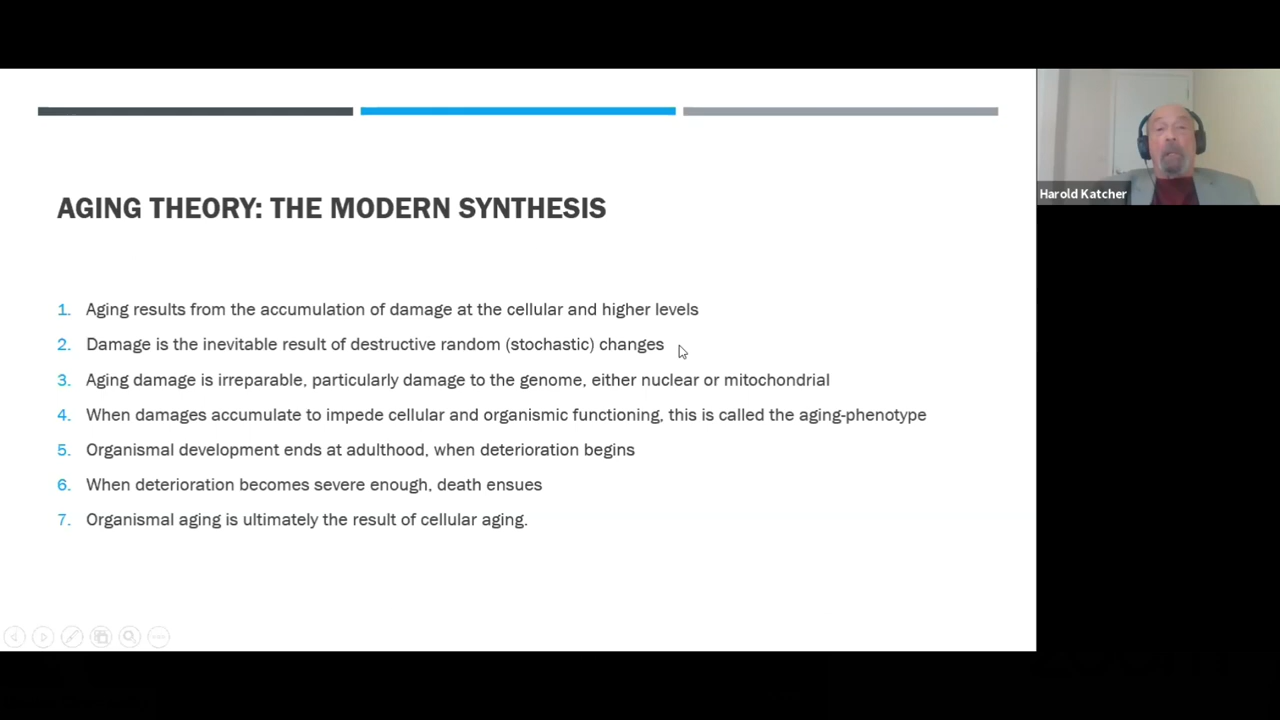 AGING THEORY: THE MODERN SYNTHESIS
1. Aging results from the accumulation of damage at the cellular and higher levels
2. Damage is the inevitable result of destructive random (stochastic) changes
3. Aging damage is irreparable, particularly damage to the genome, either nuclear or mitochondrial
4. When damages accumulate to impede cellular and organismic functioning, this is called the aging-phenotype
5. Organismal development ends at adulthood, when deterioration begins
6. When deterioration becomes severe enough, death ensues
7. Organismal aging is ultimately the result of cellular aging.
Harold Katcher